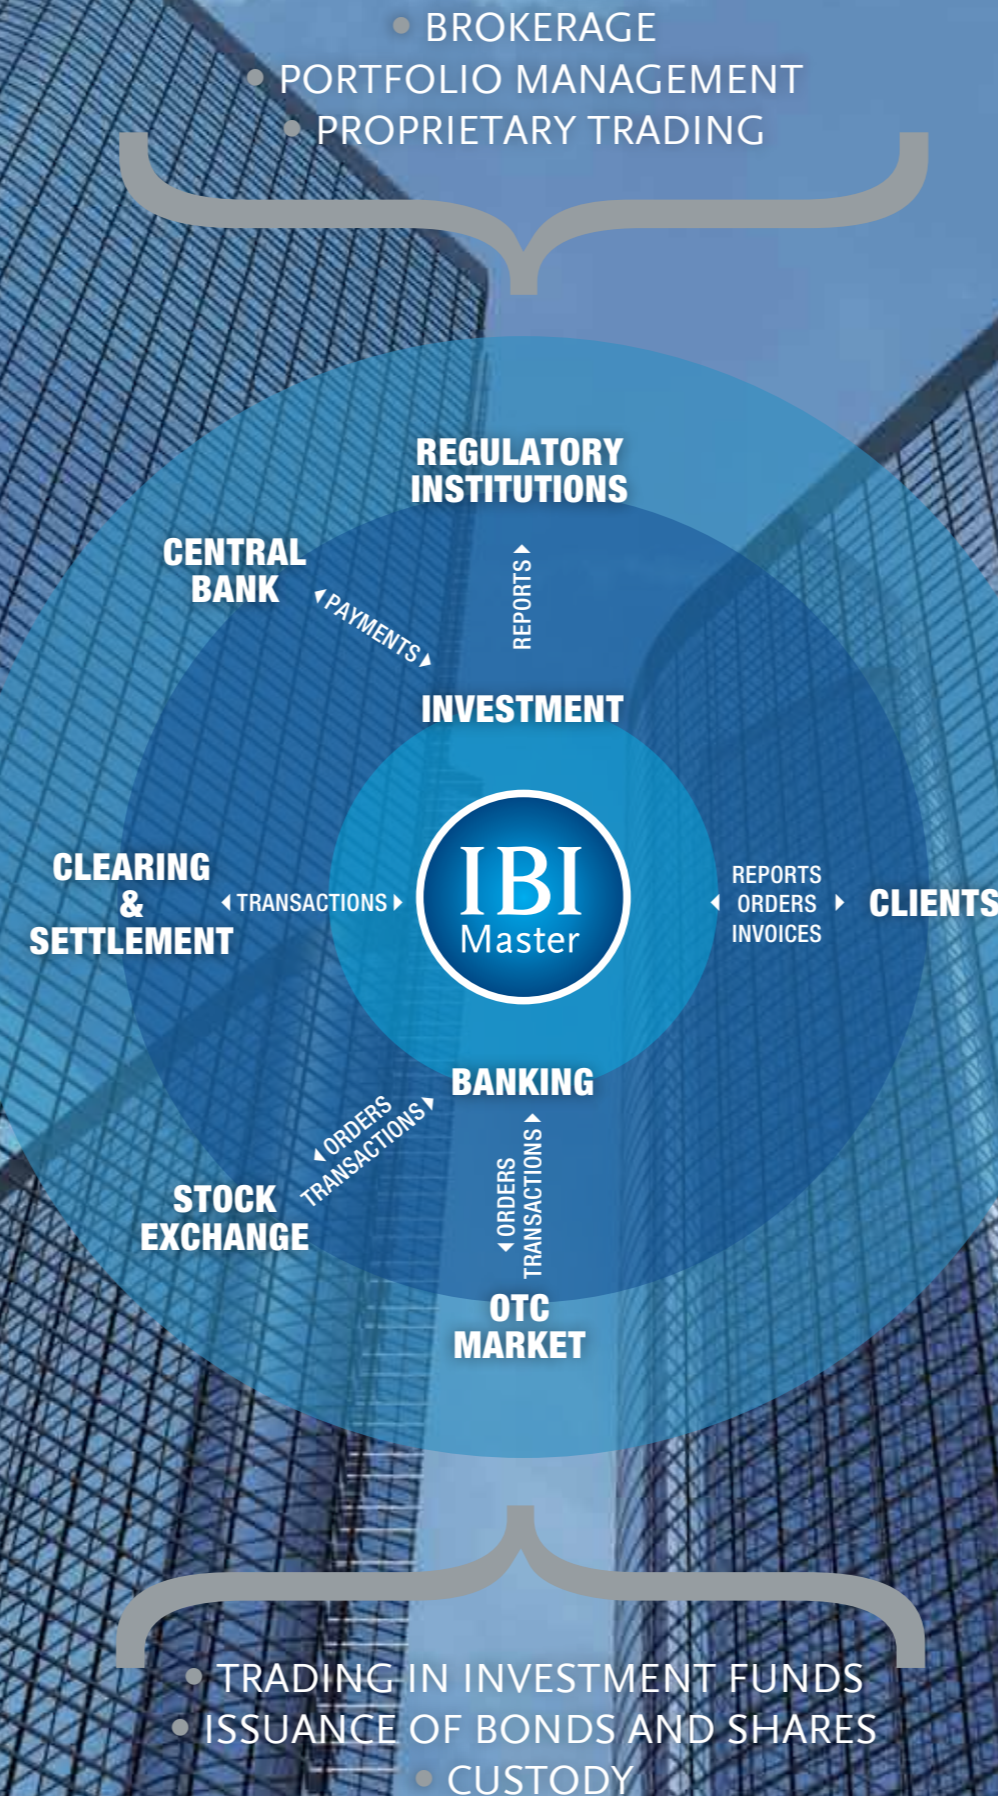 • BROKERAGE
• PORTFOLIO MANAGEMENT
• PROPRIETARY TRADING
REGULATORY
INSTITUTIONS
CENTRAL
BANK
PAYMENTS
REPORTS
INVESTMENT
CLEARING
&
SETTLEMENT
TRANSACTIONS
IBI
Master
REPORTS
ORDERS
INVOICES
CLIENTS
BANKING
ORDERS
TRANSACTIONS
STOCK
EXCHANGE
ORDERS
TRANSACTIONS
OTC
MARKET
• TRADING IN INVESTMENT FUNDS
• ISSUANCE OF BONDS AND SHARES
• CUSTODY